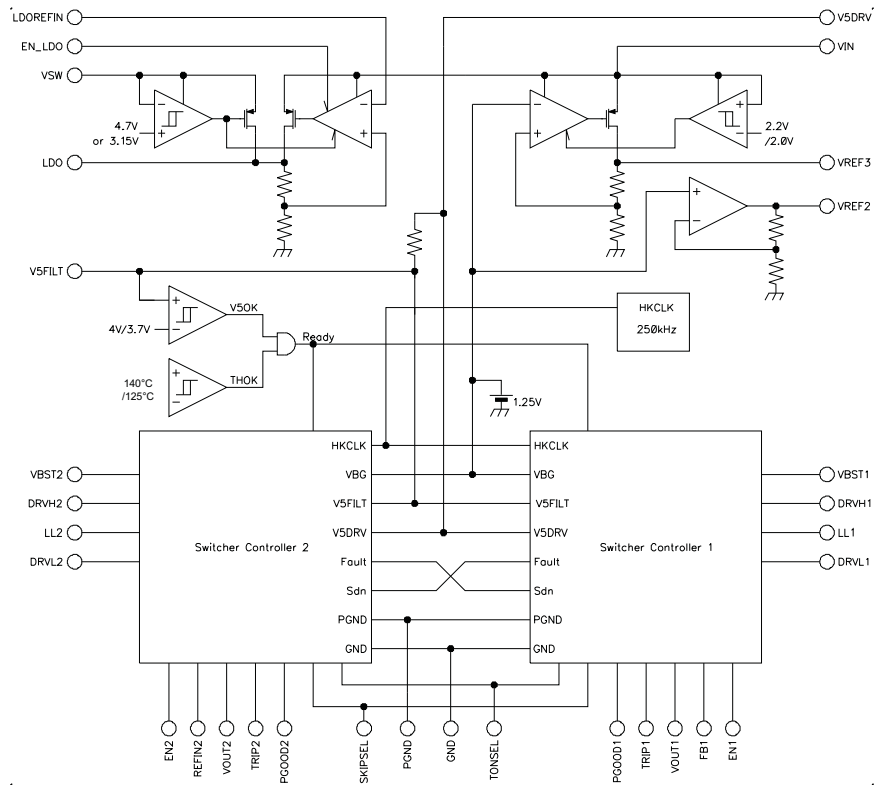 LDOREFIN
V5DRV
EN_LDO
VIN
VSW
4.7V
or 3.15V
2.2V
/2.0V
LDO
VREF3
VREF2
V5FILT
HKCLK
250kHz
V5OK
4V/3.7V
Ready
THOK
140°C
/125°C
1.25V
HKCLK
HKCLK
VBST2
VBG
VBG
VBST1
DRVH2
V5FILT
V5FILT
DRVH1
LL2
V5DRV
V5DRV
LL1
Switcher Controller 2
Switcher Controller 1
DRVL2
Fault
Fault
DRVL1
Sdn
Sdn
PGND
PGND
GND
GND
EN2
REFIN2
VOUT2
TRIP2
PGOOD2
SKIPSEL
PGND
GND
TONSEL
PGOOD1
TRIP1
VOUT1
FB1
EN1